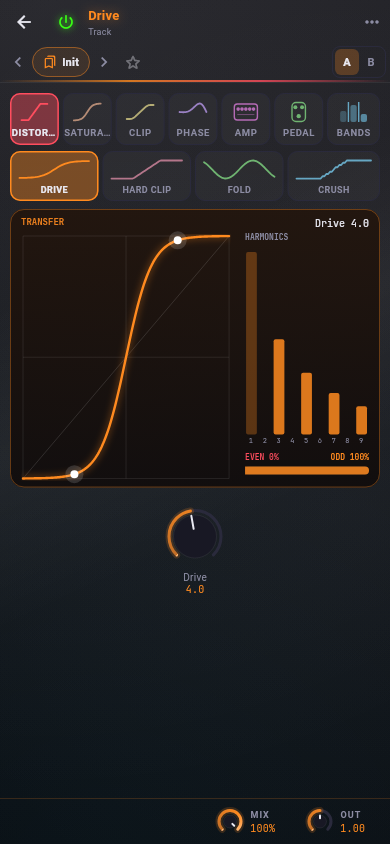 Drive
Track
Init
A B
DISTOR... SATURA... CLIP PHASE AMP PEDAL BANDS
DRIVE HARD CLIP FOLD CRUSH
TRANSFER
Drive 4.0
HARMONICS
1 2 3 4 5 6 7 8 9
EVEN 0% ODD 100%
Drive
4.0
MIX
100%
OUT
1.00